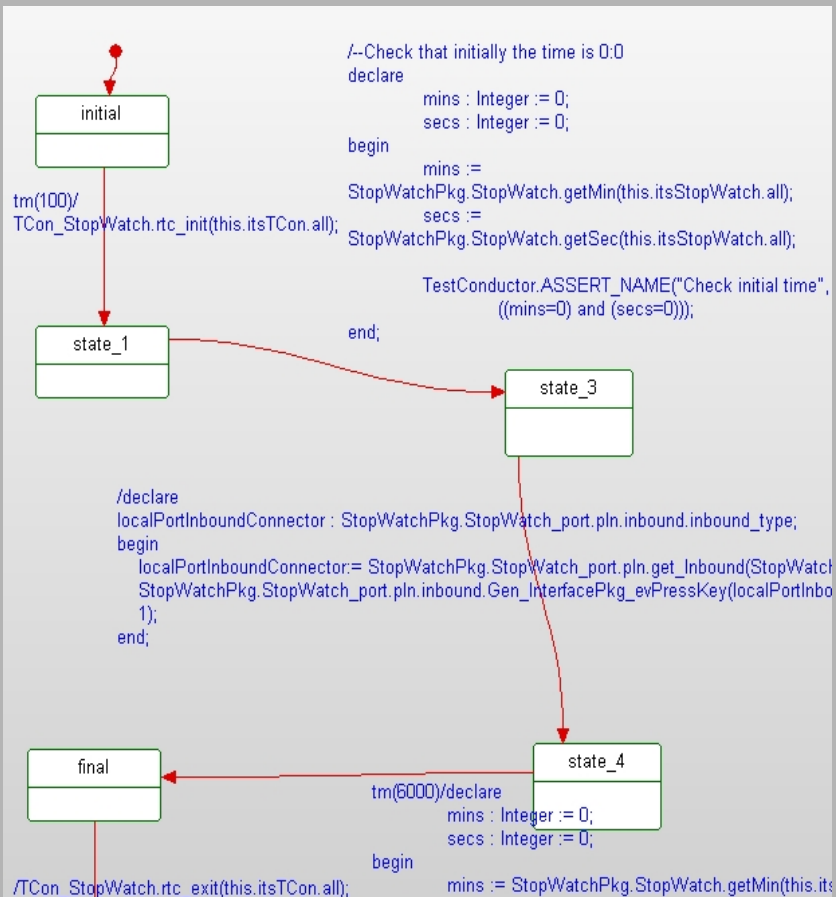 /--Check that initially the time is 0:0
declare
mins : Integer := 0;
secs : Integer := 0;
begin
mins :=
StopWatchPkg.StopWatch.getMin(this.itsStopWatch.all);
secs :=
StopWatchPkg.StopWatch.getSec(this.itsStopWatch.all);
TestConductor.ASSERT_NAME("Check initial time",
((mins=0) and (secs=0)));
end;
initial
tm(100)/
TCon_StopWatch.rtc_init(this.itsTCon.all);
state_1
state_3
/declare
localPortInboundConnector : StopWatchPkg.StopWatch_port.pIn.inbound.inbound_type;
begin
localPortInboundConnector:= StopWatchPkg.StopWatch_port.pIn.get_Inbound(StopWatch
StopWatchPkg.StopWatch_port.pIn.inbound.Gen_InterfacePkg_evPressKey(localPortInbo
1);
end;
state_4
final
tm(6000)/declare
mins : Integer := 0;
secs : Integer := 0;
begin
mins := StopWatchPkg.StopWatch.getMin(this.its
/TCon_StopWatch.rtc_exit(this.itsTCon.all);